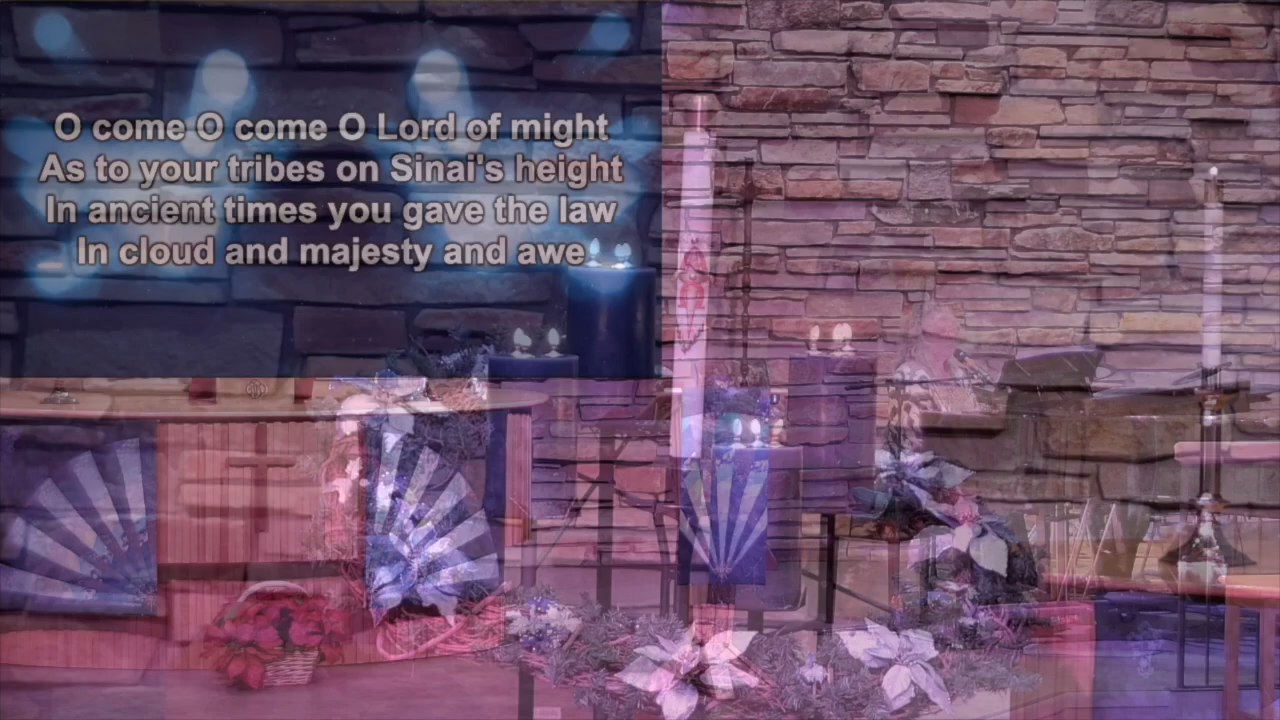 O come O come O Lord of might
As to your tribes on Sinai's height
In ancient times you gave the law
In cloud and majesty and awe